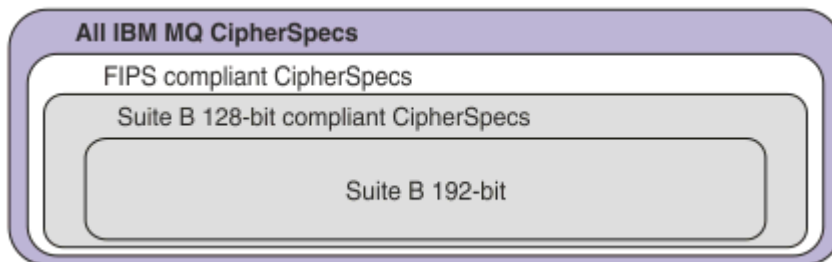 All IBM MQ CipherSpecs
FIPS compliant CipherSpecs
Suite B 128-bit compliant CipherSpecs
Suite B 192-bit